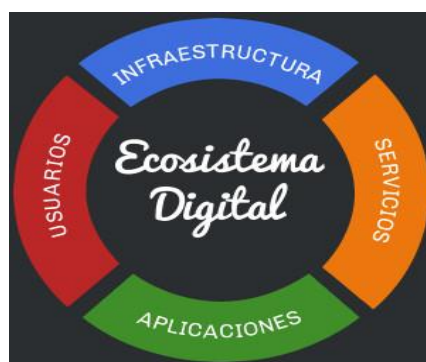 INFRAESTRUCTURA
USUARIOS
Ecosistema
Digital
SERVICIOS
APLICACIONES